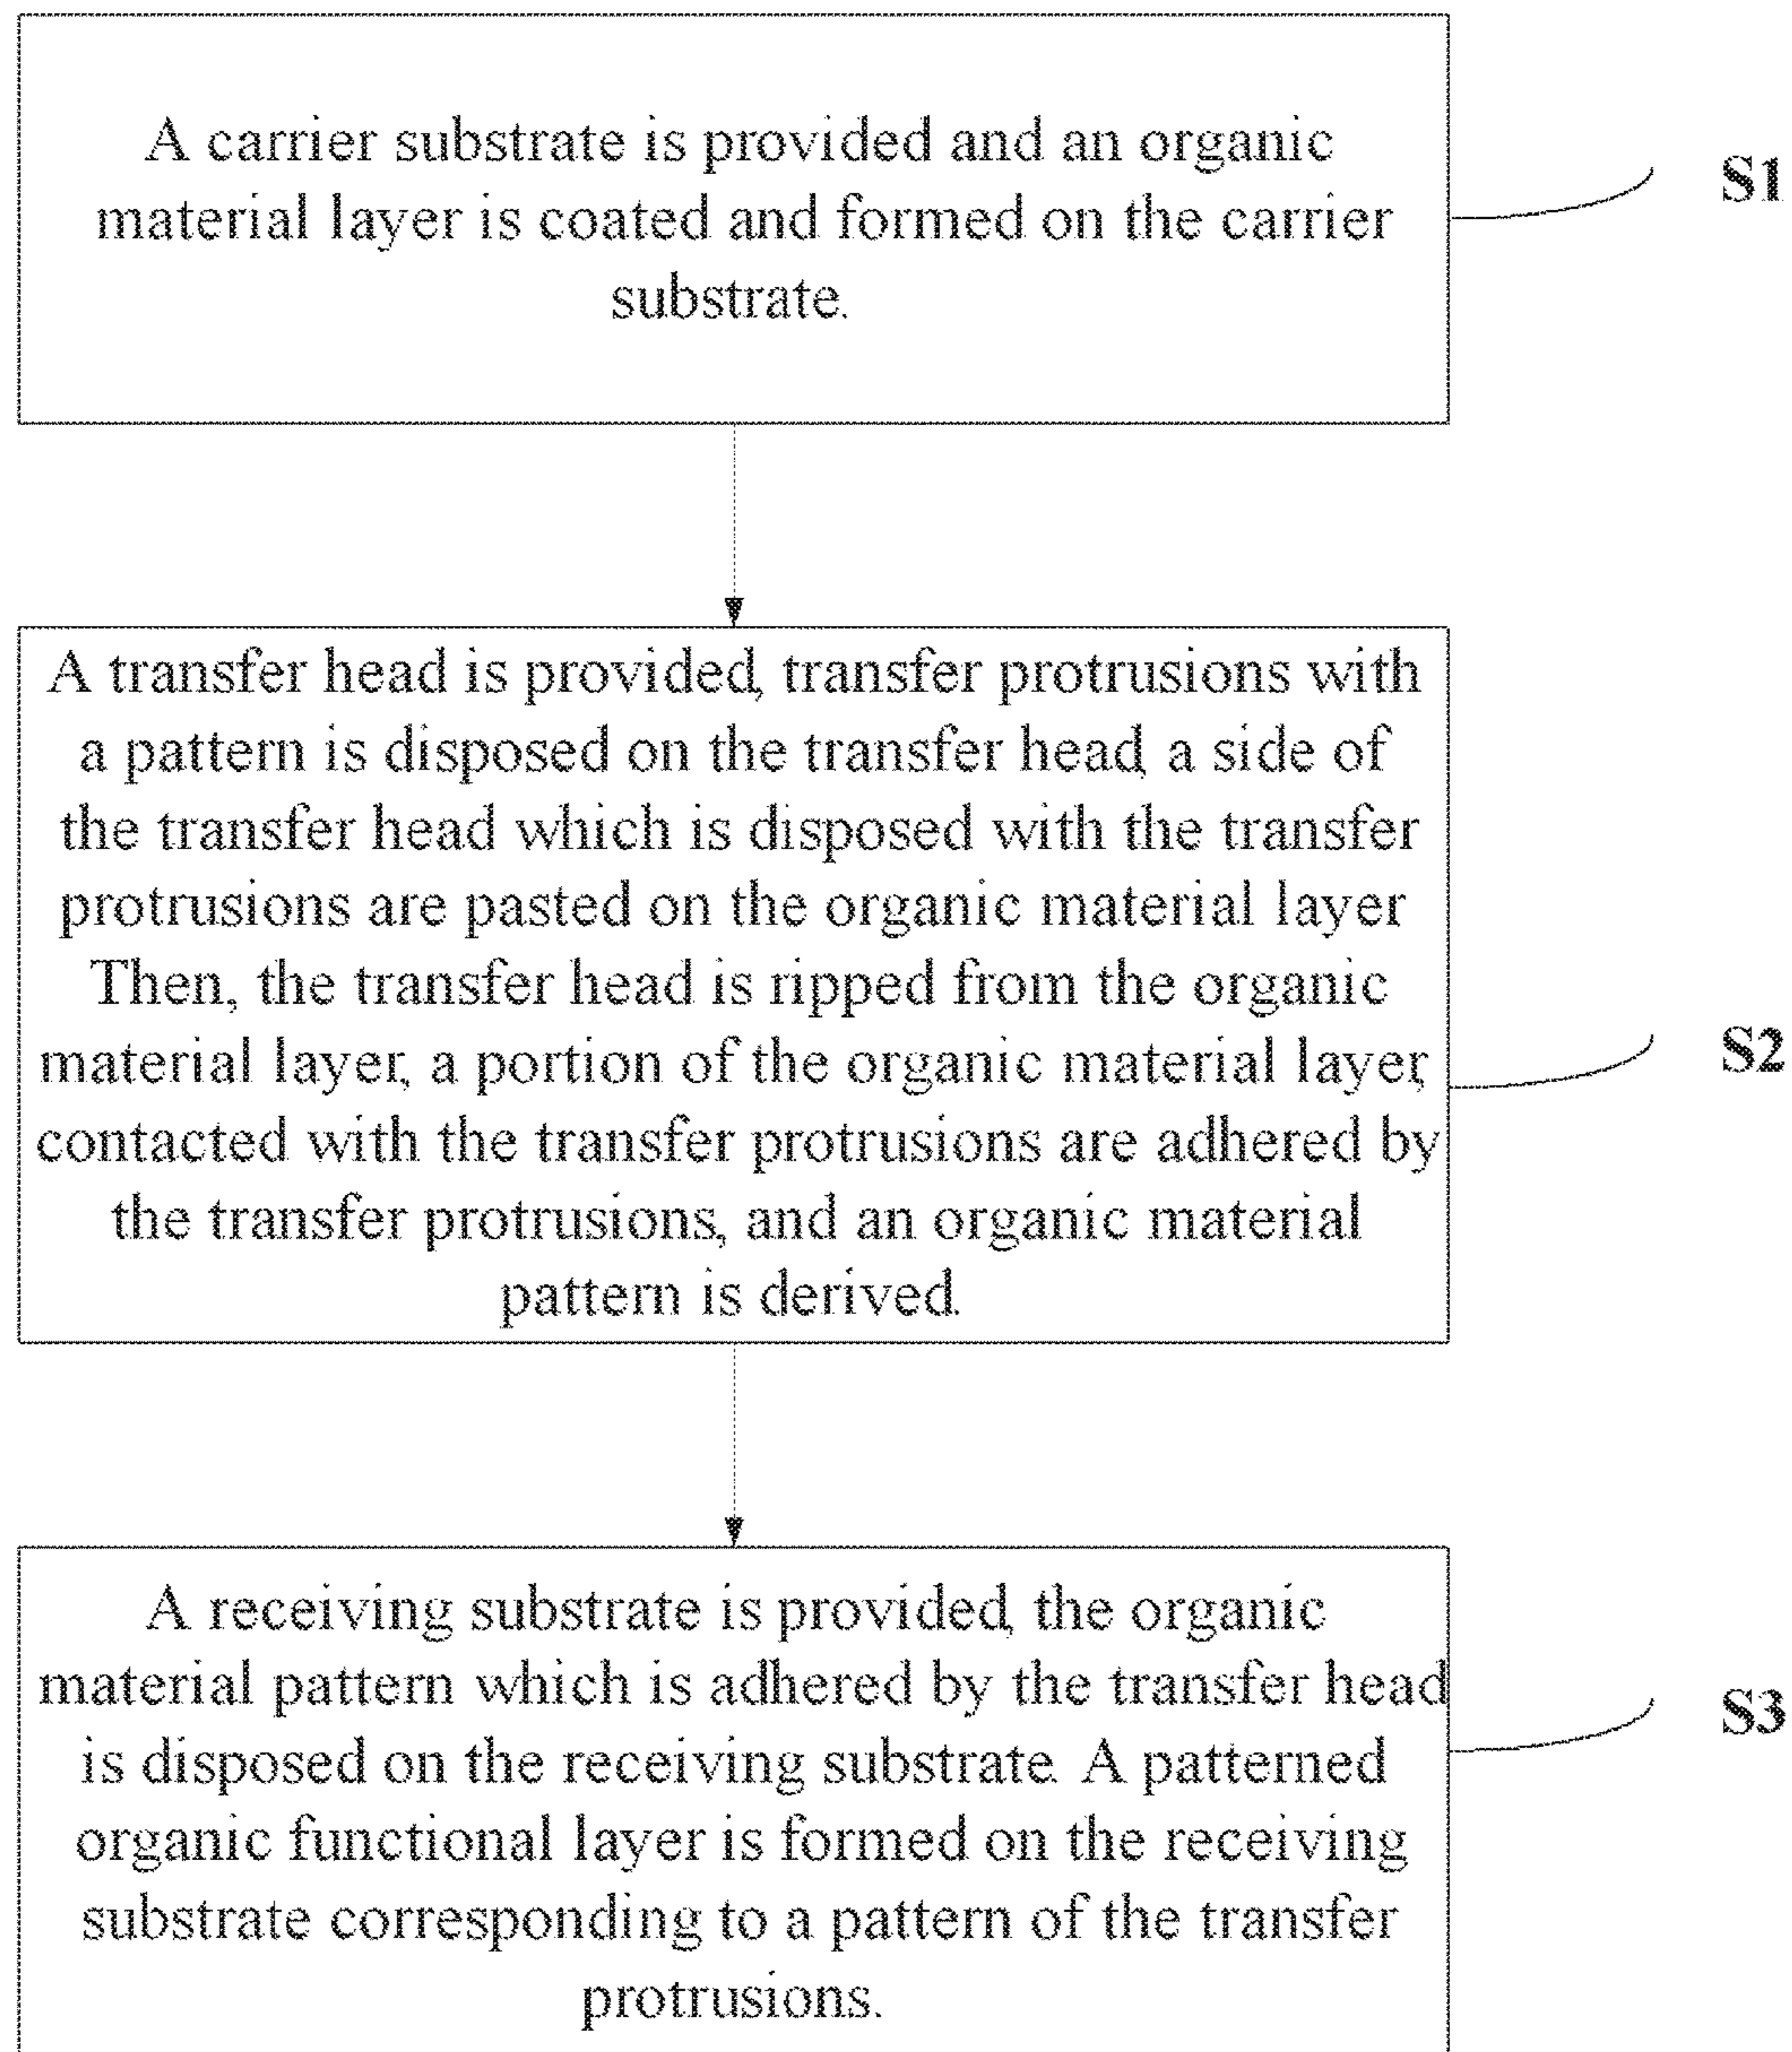 A carrier substrate is provided and an organic
material layer is coated and formed on the carrier
substrate.
S1
A transfer head is provided, transfer protrusions with
a pattern is disposed on the transfer head, a side of
the transfer head which is disposed with the transfer
protrusions are pasted on the organic material layer.
Then, the transfer head is ripped from the organic
material layer, a portion of the organic material layer,
contacted with the transfer protrusions are adhered by
the transfer protrusions, and an organic material
pattern is derived.
S2
A receiving substrate is provided, the organic
material pattern which is adhered by the transfer head
is disposed on the receiving substrate. A patterned
organic functional layer is formed on the receiving
substrate corresponding to a pattern of the transfer
protrusions.
S3